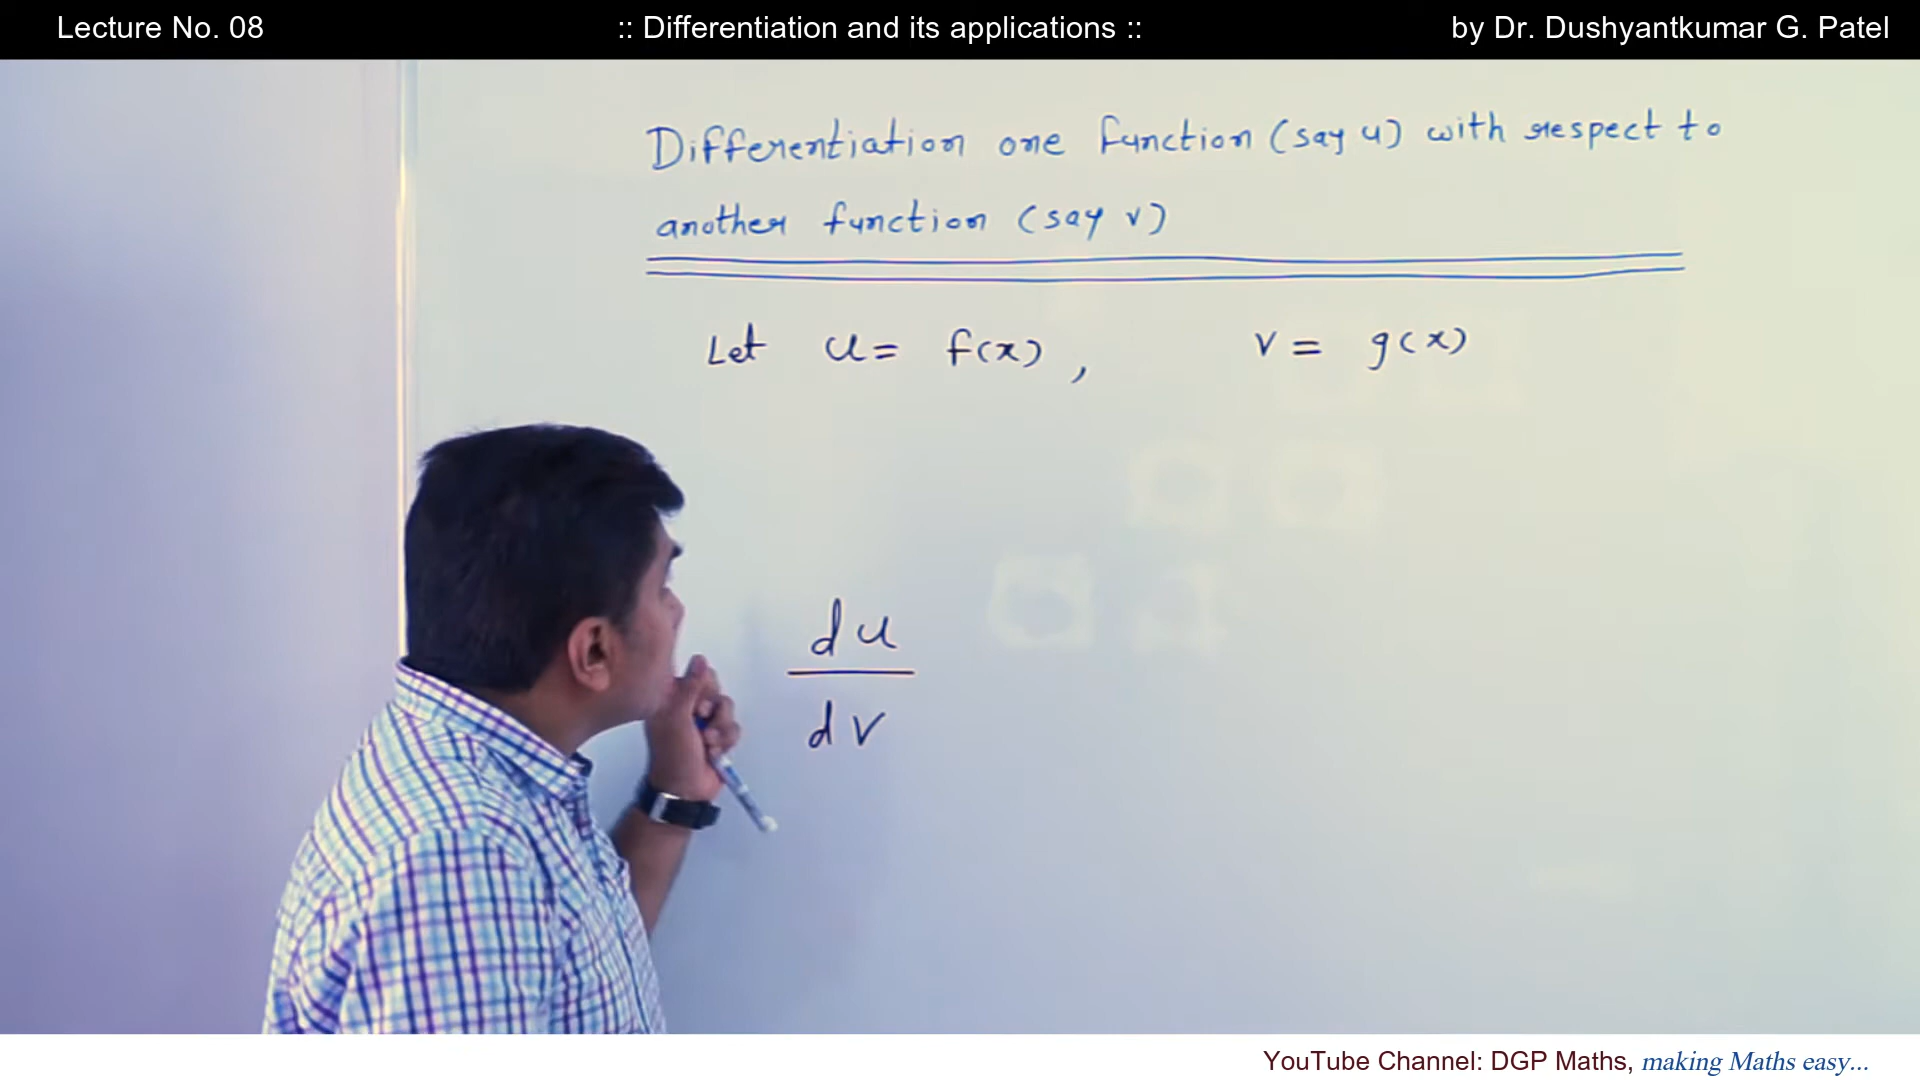 Lecture No. 08 :: Differentiation and its applications :: by Dr. Dushyantkumar G. Patel
Differentiation one function (say u) with respect to
another function (say v)
Let u = f(x), v = g(x)
du
dv
YouTube Channel: DGP Maths, making Maths easy...